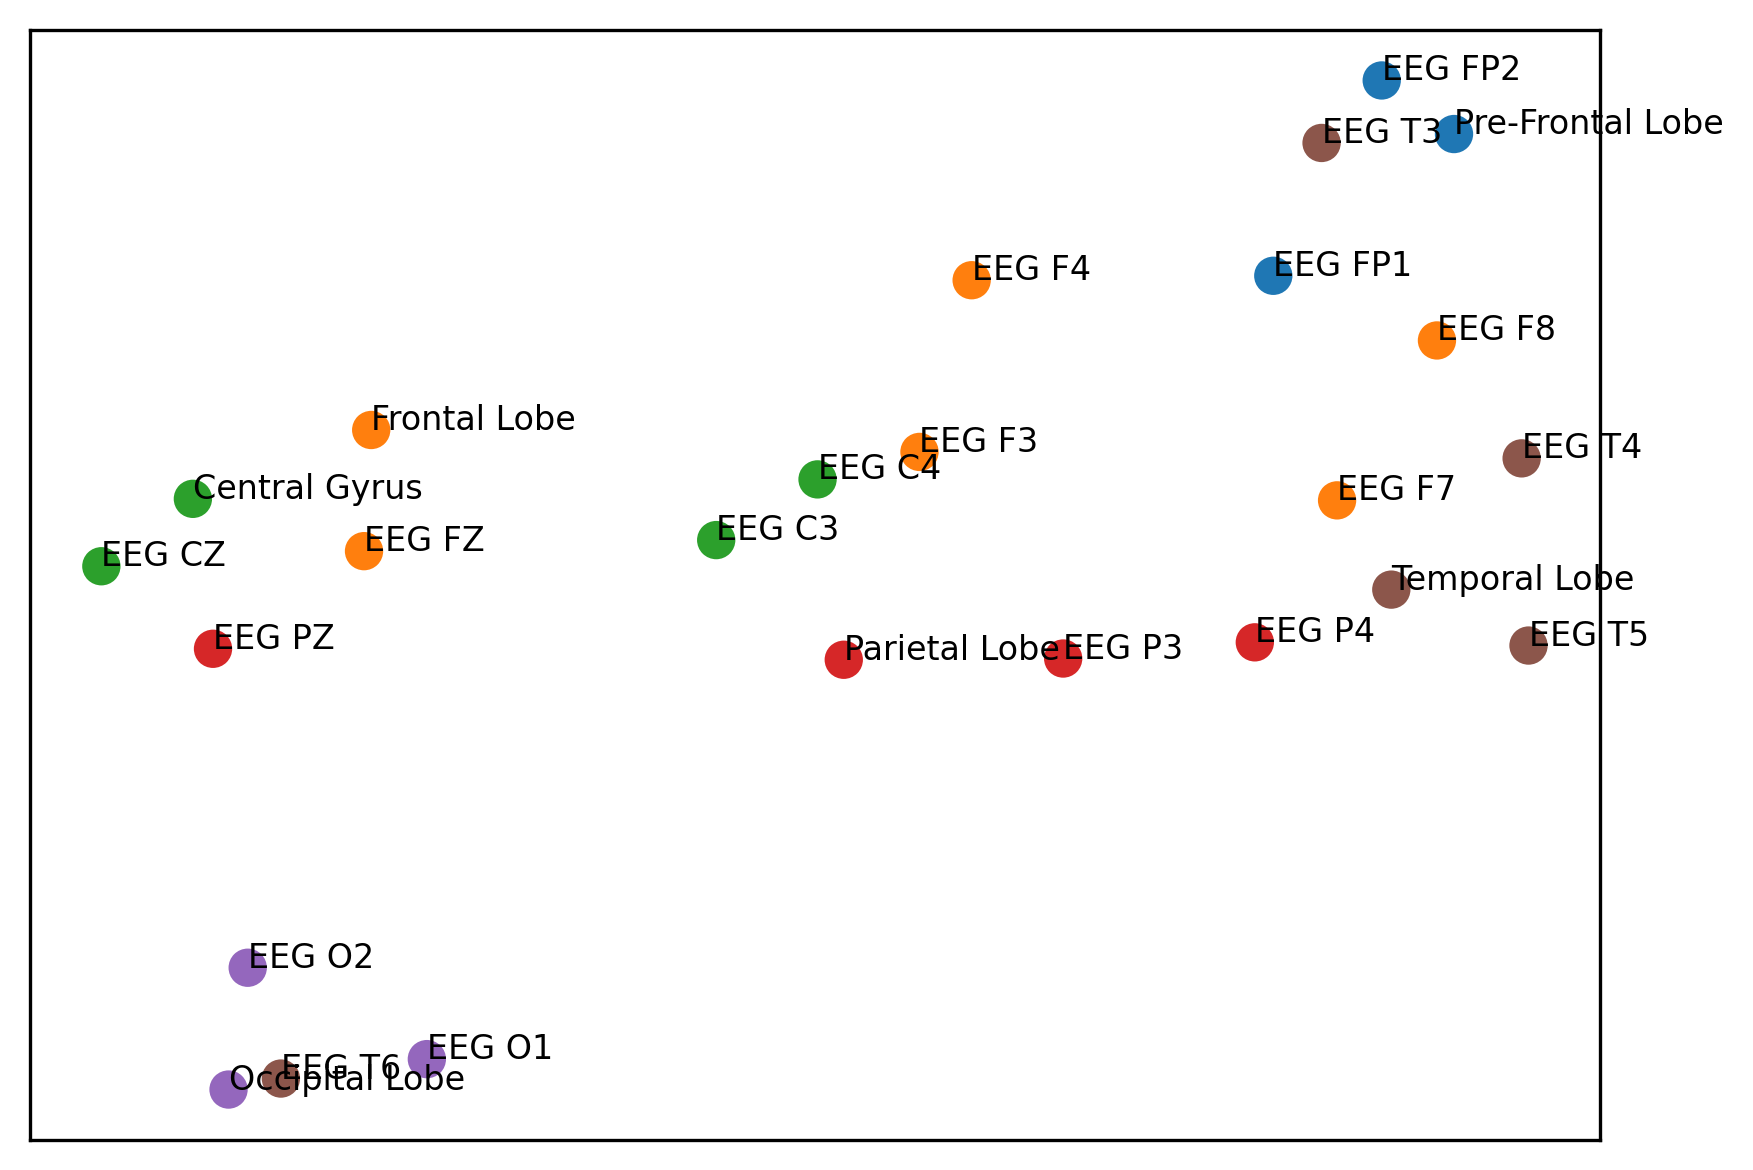 EEG FP2
Pre-Frontal Lobe
EEG T3
EEG F4
EEG FP1
EEG F8
Frontal Lobe
EEG F3
EEG T4
EEG C4
Central Gyrus
EEG F7
EEG C3
EEG FZ
EEG CZ
Temporal Lobe
EEG P4
EEG T5
EEG PZ
Parietal Lobe
EEG P3
EEG O2
EEG O1
EEG T6
Occipital Lobe